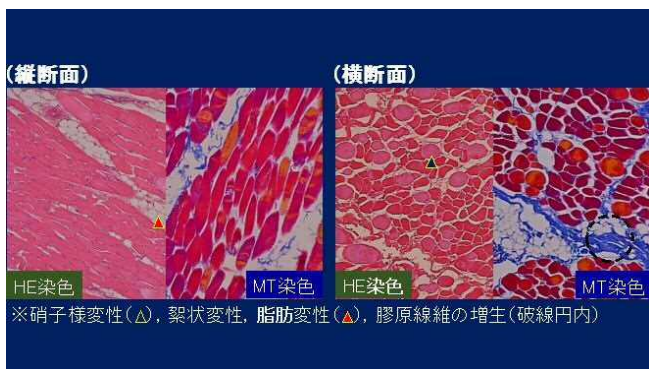 (縦断面)
(横断面)
HE染色
MT染色
HE染色
MT染色
※硝子様変性(△), 絮状変性, 脂肪変性(▲), 膠原線維の増生(破線円内)